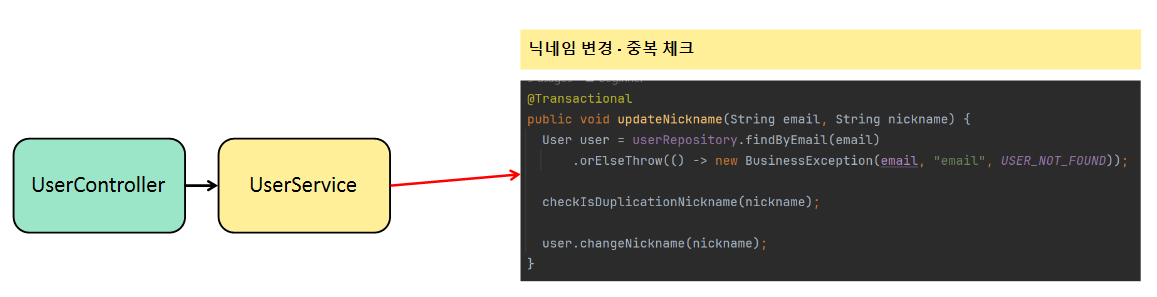 닉네임 변경 - 중복 체크
@Transactional
public void updateNickname(String email, String nickname) {
User user = userRepository.findByEmail(email)
.orElseThrow(() -> new BusinessException(email, "email", USER_NOT_FOUND));
checkIsDuplicationNickname(nickname);
user.changeNickname(nickname);
}
UserController
UserService